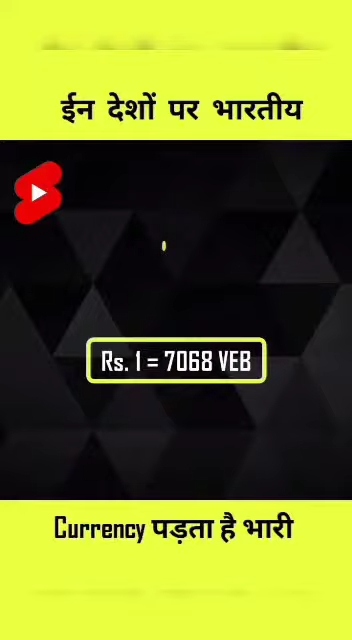 ईन देशों पर भारतीय
Rs. 1 = 7068 VEB
Currency पड़ता है भारी